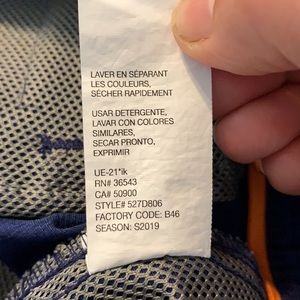 LAVER EN SÉPARANT
LES COULEURS,
SÉCHER RAPIDEMENT
USAR DETERGENTE,
LAVAR CON COLORES
SIMILARES,
SECAR PRONTO,
EXPRIMIR
UE-21*ik
RN# 36543
CA# 50900
STYLE# 527D806
FACTORY CODE: B46
SEASON: S2019